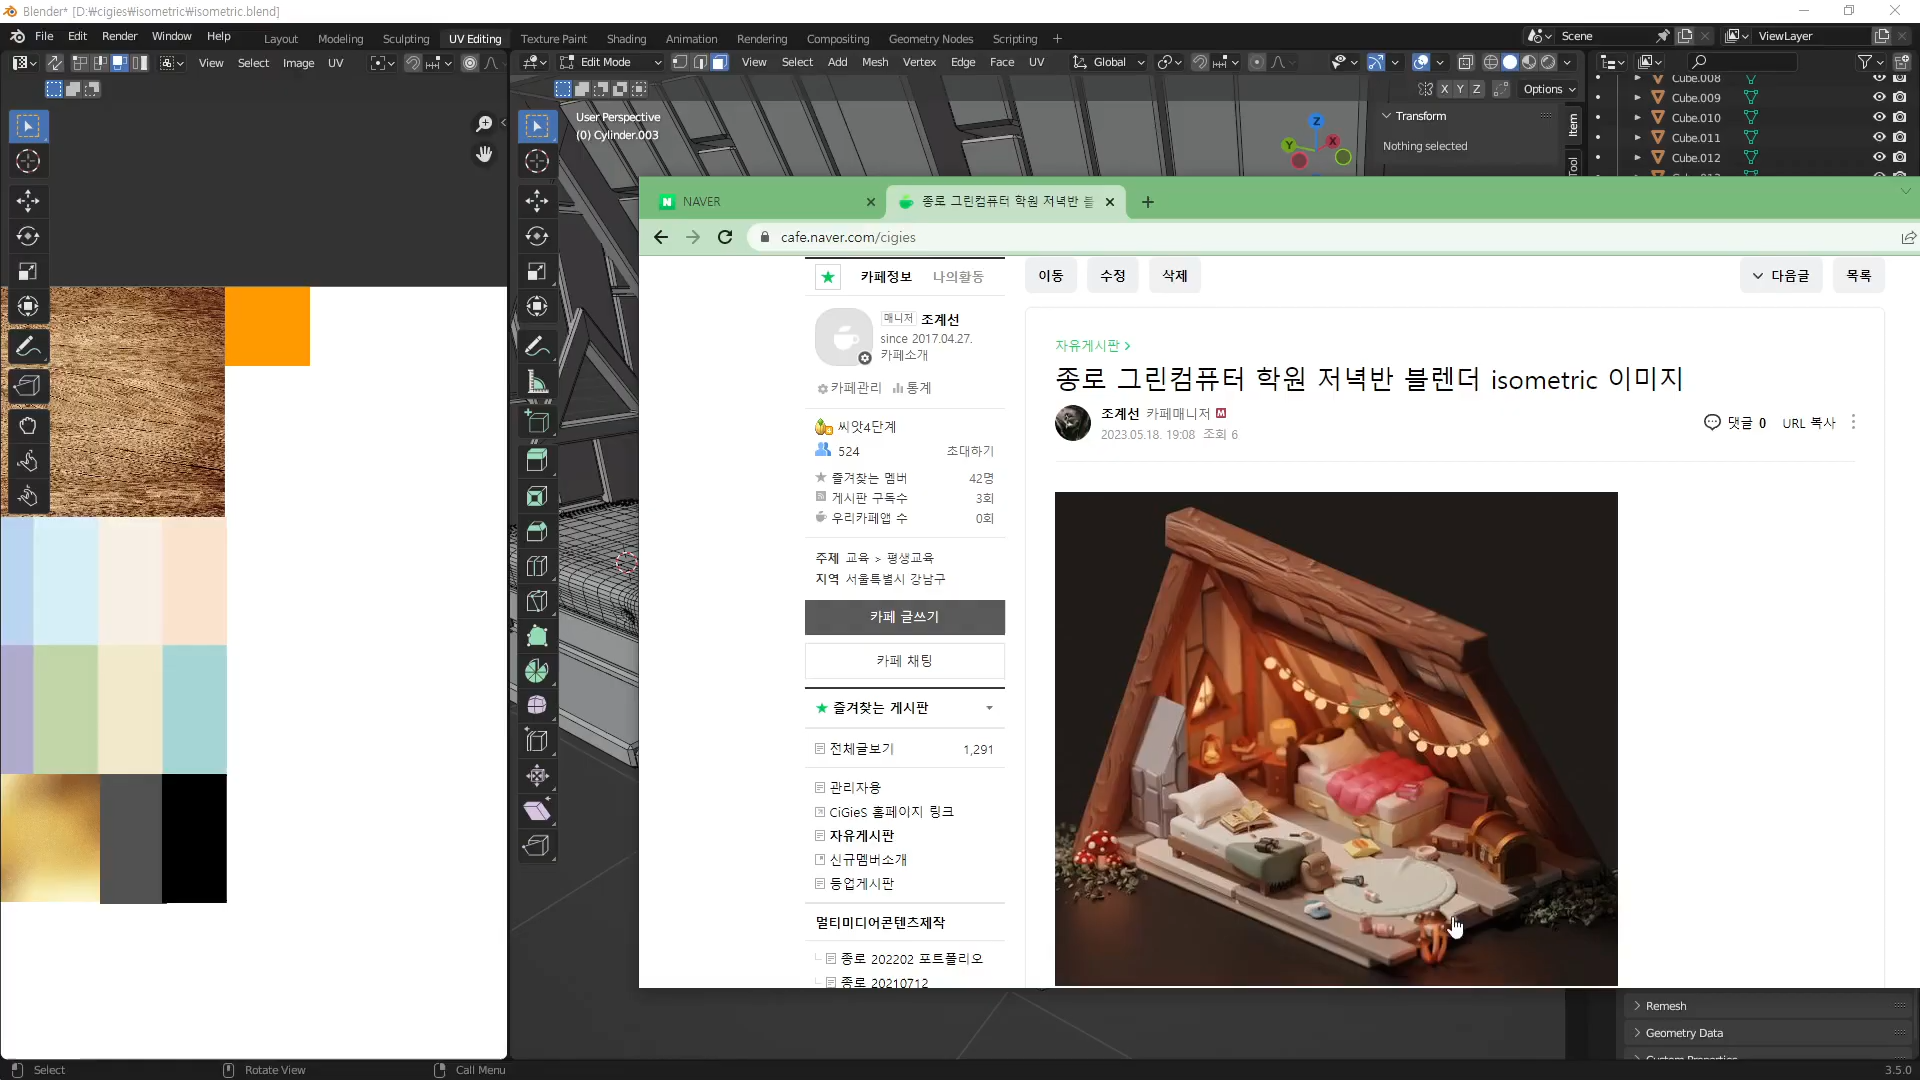 Blender* [D:₩cigies₩isometric₩isometric.blend]
File Edit Render Window Help Layout Modeling Sculpting UV Editing Texture Paint Shading Animation Rendering Compositing Geometry Nodes Scripting + Scene ViewLayer
View Select Image UV Edit Mode View Select Add Mesh Vertex Edge Face UV Global
X Y Z Options
User Perspective
(0) Cylinder.003
Z
Y
X
Transform
Nothing selected
Item
Tool
Cube.008
Cube.009
Cube.010
Cube.011
Cube.012
NAVER
종로 그린컴퓨터 학원 저녁반 블
cafe.naver.com/cigies
카페정보 나의활동
이동 수정 삭제 다음글 목록
매니저 조계선
since 2017.04.27.
카페소개
카페관리 통계
씨앗4단계
524 초대하기
즐겨찾는 멤버 42명
게시판 구독수 3회
우리카페앱 수 0회
주제 교육 > 평생교육
지역 서울특별시 강남구
카페 글쓰기
카페 채팅
즐겨찾는 게시판
전체글보기 1,291
관리자용
CiGieS 홈페이지 링크
자유게시판
신규멤버소개
등업게시판
멀티미디어콘텐츠제작
종로 202202 포트폴리오
종로 20210712
자유게시판 >
종로 그린컴퓨터 학원 저녁반 블렌더 isometric 이미지
조계선 카페매니저 M
2023.05.18. 19:08 조회 6
댓글 0 URL 복사
Remesh
Geometry Data
Custom Properties
Select Rotate View Call Menu 3.5.0